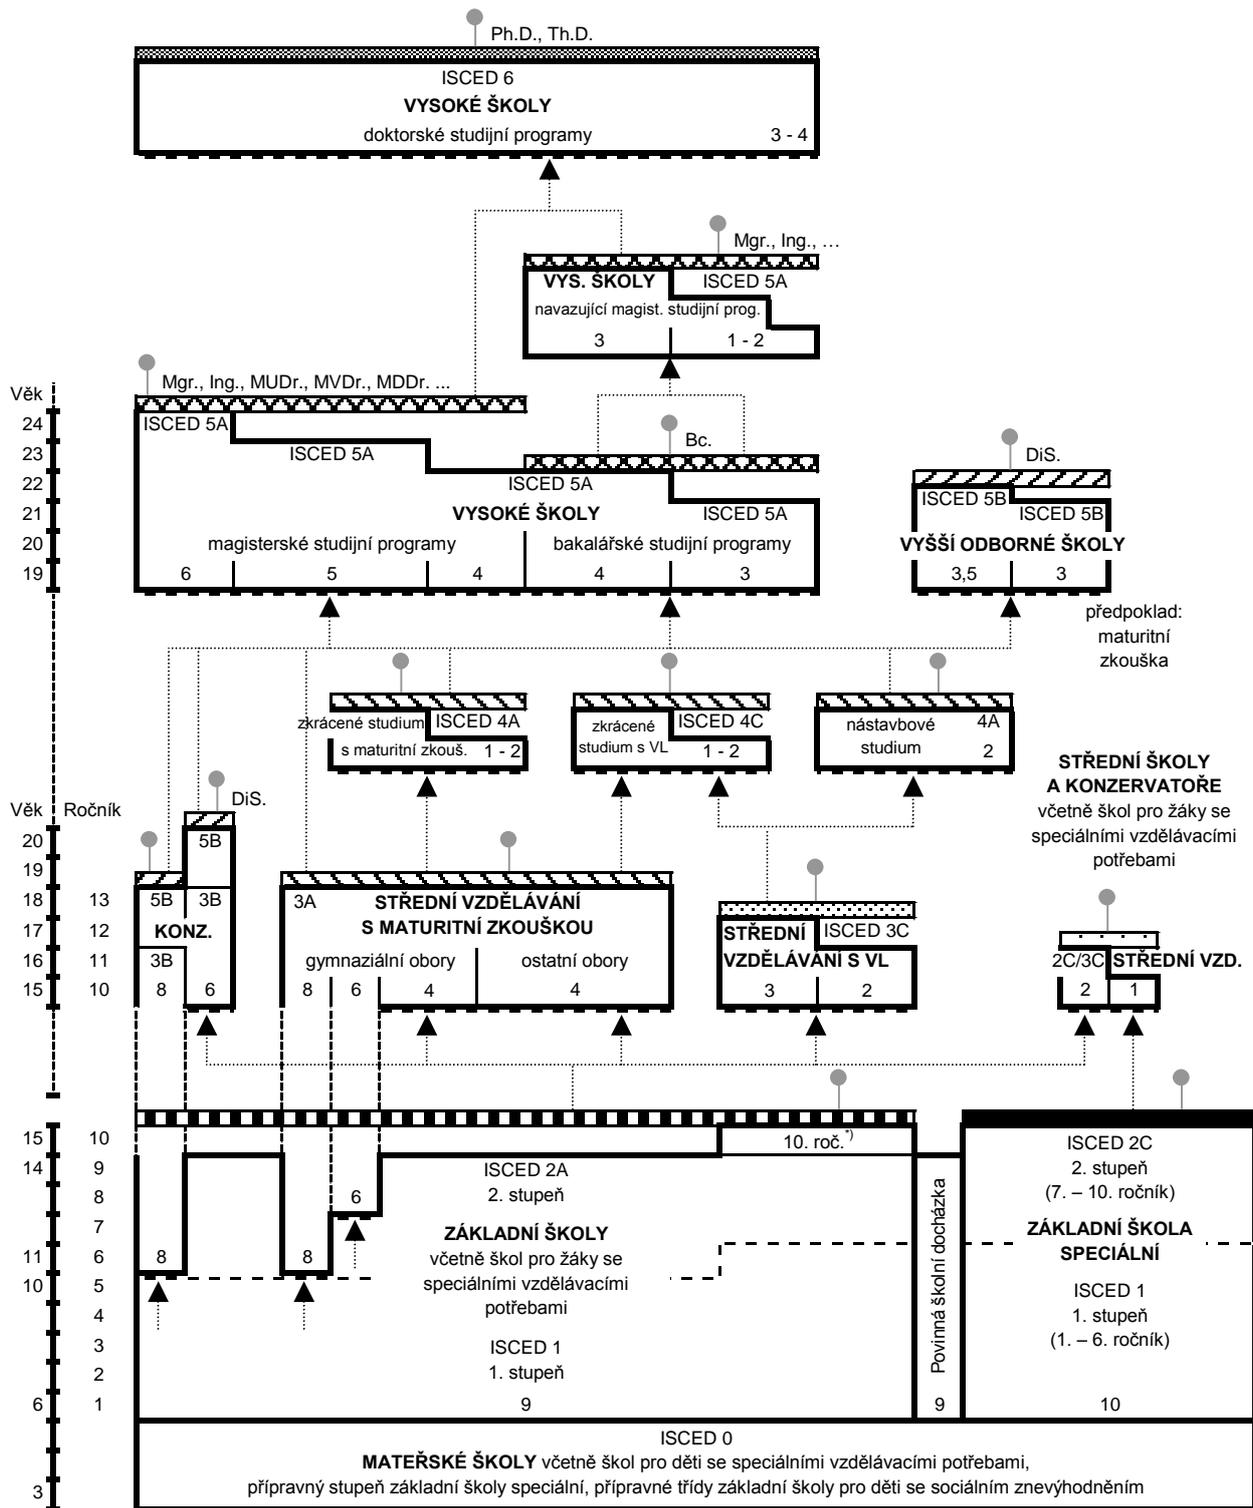 Ph.D., Th.D.
ISCED 6
VYSOKÉ ŠKOLY
doktorské studijní programy 3 - 4
Mgr., Ing., …
VYS. ŠKOLY ISCED 5A
navazující magist. studijní prog.
3 1 - 2
Mgr., Ing., MUDr., MVDr., MDDr. ...
Věk
24
23
22
21
20
19
ISCED 5A
ISCED 5A
Bc.
ISCED 5A
ISCED 5A
VYSOKÉ ŠKOLY
magisterské studijní programy bakalářské studijní programy
6 5 4 4 3
DiS.
ISCED 5B
ISCED 5B
VYŠŠÍ ODBORNÉ ŠKOLY
3,5 3
předpoklad:
maturitní
zkouška
zkrácené studium ISCED 4A
s maturitní zkouš. 1 - 2
zkrácené ISCED 4C
studium s VL 1 - 2
nástavbové 4A
studium 2
STŘEDNÍ ŠKOLY
A KONZERVATOŘE
včetně škol pro žáky se
speciálními vzdělávacími
potřebami
Věk Ročník
20
19
18 13
17 12
16 11
15 10
DiS.
5B
5B 3B
KONZ.
3B
8 6
3A STŘEDNÍ VZDĚLÁVÁNÍ
S MATURITNÍ ZKOUŠKOU
gymnaziální obory ostatní obory
8 6 4 4
STŘEDNÍ ISCED 3C
VZDĚLÁVÁNÍ S VL
3 2
2C/3C STŘEDNÍ VZD.
2 1
15 10
14 9
8
7
11 6
10 5
4
3
2
6 1
3
10. roč.*)
ISCED 2A
2. stupeň
6
8 8
ZÁKLADNÍ ŠKOLY
včetně škol pro žáky se
speciálními vzdělávacími
potřebami
ISCED 1
1. stupeň
9
Povinná školní docházka
9
ISCED 2C
2. stupeň
(7. – 10. ročník)
ZÁKLADNÍ ŠKOLA
SPECIÁLNÍ
ISCED 1
1. stupeň
(1. – 6. ročník)
10
ISCED 0
MATEŘSKÉ ŠKOLY včetně škol pro děti se speciálními vzdělávacími potřebami,
přípravný stupeň základní školy speciální, přípravné třídy základní školy pro děti se sociálním znevýhodněním